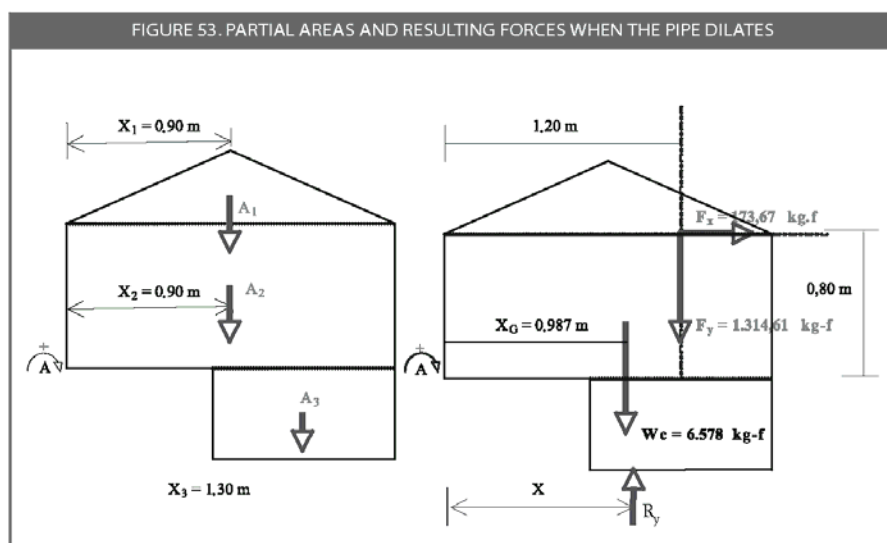 FIGURE 53. PARTIAL AREAS AND RESULTING FORCES WHEN THE PIPE DILATES
X1 = 0.90 m
A1
X2 = 0.90 m
A2
+
A
A3
X3 = 1,30 m
1,20 m
Fx = 173,67 kg.f
0,80 m
XG = 0,987 m
Fy = 1.314,61 kg-f
+
A
Wc = 6.578 kg-f
X
Ry